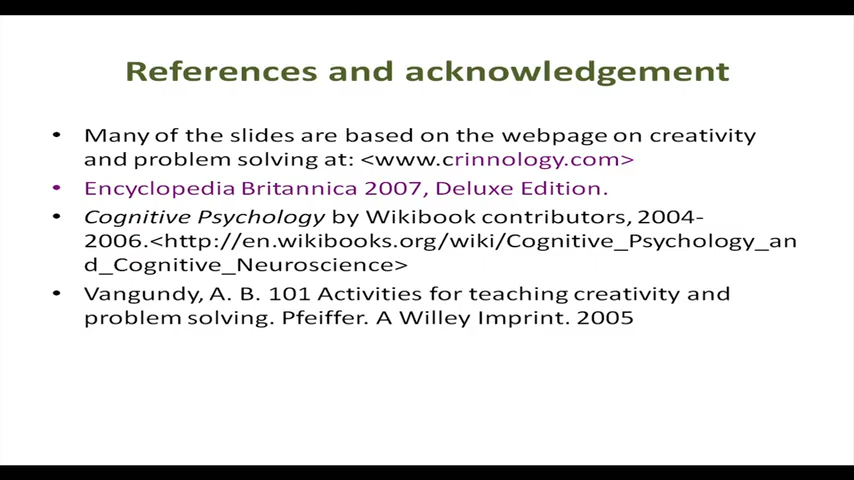 References and acknowledgement
• Many of the slides are based on the webpage on creativity
and problem solving at: <www.crinnology.com>
• Encyclopedia Britannica 2007, Deluxe Edition.
• Cognitive Psychology by Wikibook contributors, 2004-
2006.<http://en.wikibooks.org/wiki/Cognitive_Psychology_an
d_Cognitive_Neuroscience>
• Vangundy, A. B. 101 Activities for teaching creativity and
problem solving. Pfeiffer. A Willey Imprint. 2005